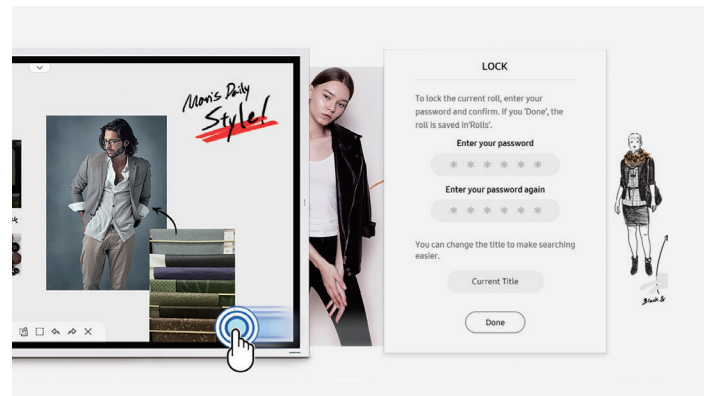 Men's Daily
Style!
LOCK
To lock the current roll, enter your
password and confirm. If you 'Done', the
roll is saved in'Rolls'.
Enter your password
* * * * * *
Enter your password again
* * * * * *
You can change the title to make searching
easier.
Current Title
Done
Black &